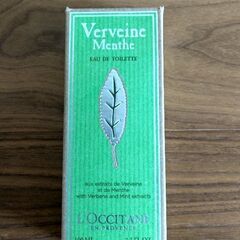 Verveine
Menthe
EAU DE TOILETTE
aux extraits de Verveine
et de Menthe
with Verbena and Mint extracts
L'OCCITANE
EN PROVENCE